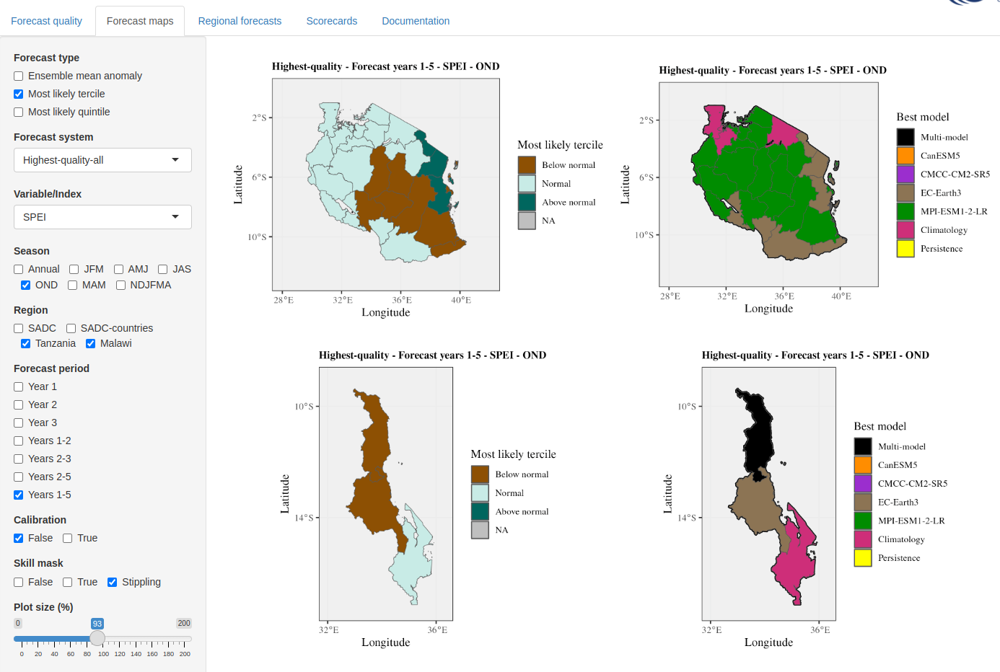 Forecast quality
Forecast maps
Regional forecasts
Scorecards
Documentation
Forecast type
Ensemble mean anomaly
Most likely tercile
Most likely quintile
Forecast system
Highest-quality-all
Variable/Index
SPEI
Season
Annual JFM AMJ JAS
OND MAM NDJFMA
Region
SADC SADC-countries
Tanzania Malawi
Forecast period
Year 1
Year 2
Year 3
Years 1-2
Years 2-3
Years 2-5
Years 1-5
Calibration
False True
Skill mask
False True Stippling
Plot size (%)
0 93 200
0 20 40 60 80 100 120 140 160 180 200
Highest-quality - Forecast years 1-5 - SPEI - OND
2°S
6°S
10°S
Latitude
28°E 32°E 36°E 40°E
Longitude
Most likely tercile
Below normal
Normal
Above normal
NA
Highest-quality - Forecast years 1-5 - SPEI - OND
2°S
6°S
10°S
Latitude
28°E 32°E 36°E 40°E
Longitude
Best model
Multi-model
CanESM5
CMCC-CM2-SR5
EC-Earth3
MPI-ESM1-2-LR
Climatology
Persistence
Highest-quality - Forecast years 1-5 - SPEI - OND
10°S
14°S
Latitude
32°E 36°E
Longitude
Most likely tercile
Below normal
Normal
Above normal
NA
Highest-quality - Forecast years 1-5 - SPEI - OND
10°S
14°S
Latitude
32°E 36°E
Longitude
Best model
Multi-model
CanESM5
CMCC-CM2-SR5
EC-Earth3
MPI-ESM1-2-LR
Climatology
Persistence